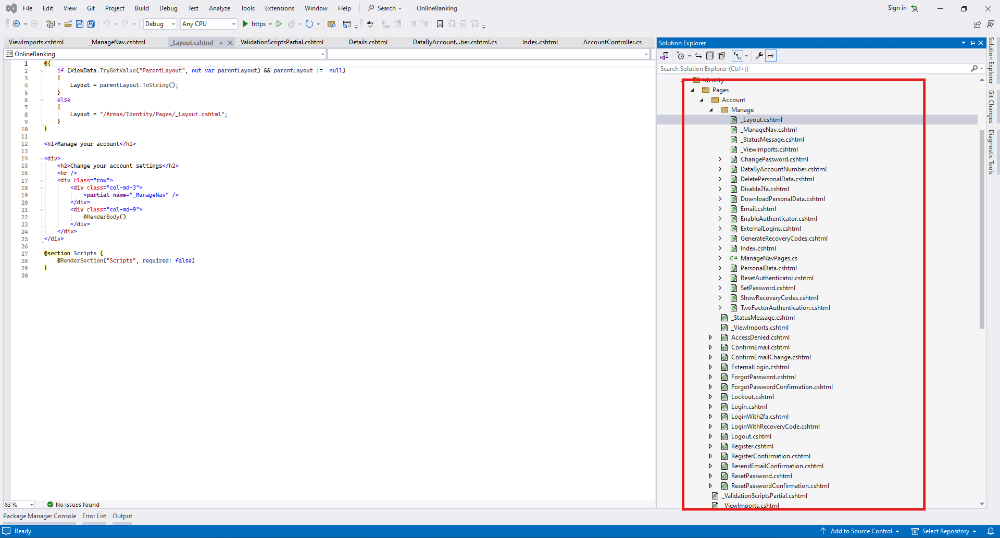 File Edit View Git Project Build Debug Test Analyze Tools Extensions Window Help Search OnlineBanking Sign in
Debug Any CPU https
_ViewImports.cshtml _ManageNav.cshtml _Layout.cshtml _ValidationScriptsPartial.cshtml Details.cshtml DataByAccount...ber.cshtml.cs Index.cshtml AccountController.cs
C# OnlineBanking
1 @{
2 if (ViewData.TryGetValue("ParentLayout", out var parentLayout) && parentLayout != null)
3 {
4 Layout = parentLayout.ToString();
5 }
6 else
7 {
8 Layout = "/Areas/Identity/Pages/_Layout.cshtml";
9 }
10 }
11
12 <h1>Manage your account</h1>
13
14 <div>
15 <h2>Change your account settings</h2>
16 <hr />
17 <div class="row">
18 <div class="col-md-3">
19 <partial name="_ManageNav" />
20 </div>
21 <div class="col-md-9">
22 @RenderBody()
23 </div>
24 </div>
25 </div>
26
27 @section Scripts {
28 @RenderSection("Scripts", required: false)
29 }
30
83 % No issues found
Solution Explorer
Search Solution Explorer (Ctrl+;)
Identity
Pages
Account
Manage
_Layout.cshtml
_ManageNav.cshtml
_StatusMessage.cshtml
_ViewImports.cshtml
ChangePassword.cshtml
DataByAccountNumber.cshtml
DeletePersonalData.cshtml
Disable2fa.cshtml
DownloadPersonalData.cshtml
Email.cshtml
EnableAuthenticator.cshtml
ExternalLogins.cshtml
GenerateRecoveryCodes.cshtml
Index.cshtml
C# ManageNavPages.cs
PersonalData.cshtml
ResetAuthenticator.cshtml
SetPassword.cshtml
ShowRecoveryCodes.cshtml
TwoFactorAuthentication.cshtml
_StatusMessage.cshtml
_ViewImports.cshtml
AccessDenied.cshtml
ConfirmEmail.cshtml
ConfirmEmailChange.cshtml
ExternalLogin.cshtml
ForgotPassword.cshtml
ForgotPasswordConfirmation.cshtml
Lockout.cshtml
Login.cshtml
LoginWith2fa.cshtml
LoginWithRecoveryCode.cshtml
Logout.cshtml
Register.cshtml
RegisterConfirmation.cshtml
ResendEmailConfirmation.cshtml
ResetPassword.cshtml
ResetPasswordConfirmation.cshtml
_ValidationScriptsPartial.cshtml
_ViewImports.cshtml
Solution Explorer
Git Changes
Diagnostic Tools
Package Manager Console Error List Output
Ready Add to Source Control Select Repository